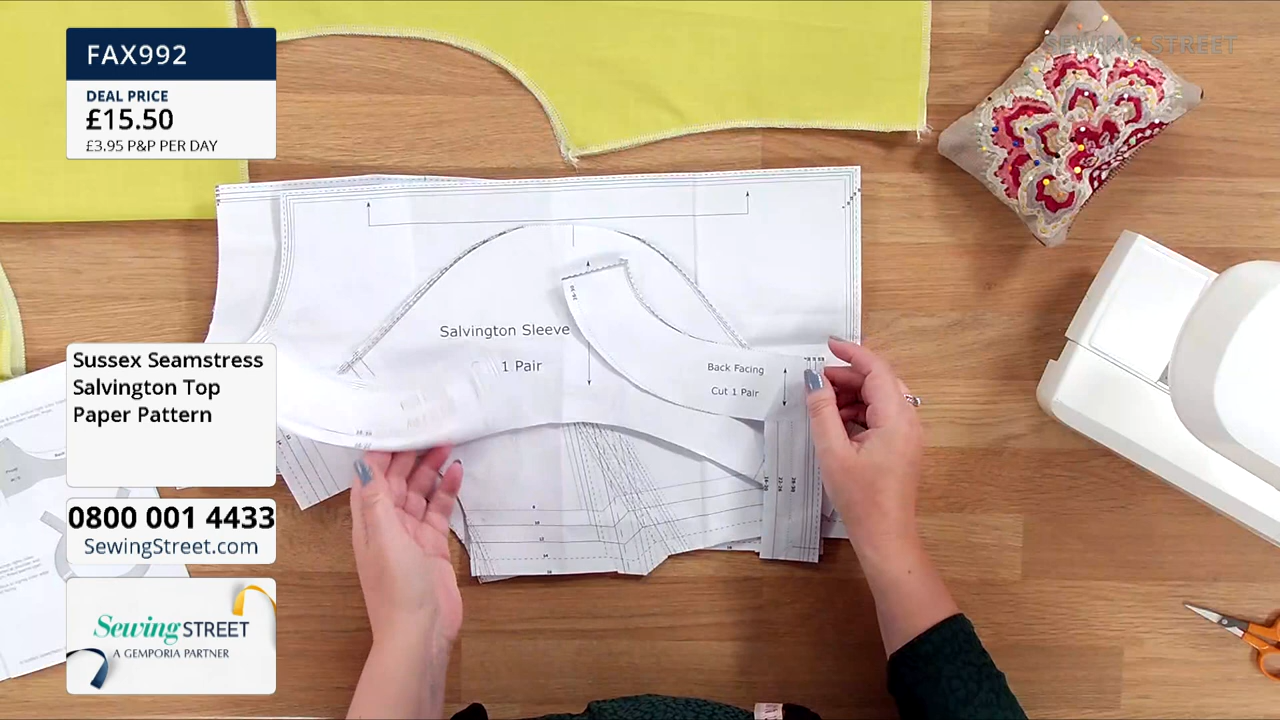 FAX992
DEAL PRICE
£15.50
£3.95 P&P PER DAY
SEWING STREET
Salvington Sleeve
1 Pair
Back Facing
Cut 1 Pair
Sussex Seamstress
Salvington Top
Paper Pattern
0800 001 4433
SewingStreet.com
Sewing STREET
A GEMPORIA PARTNER